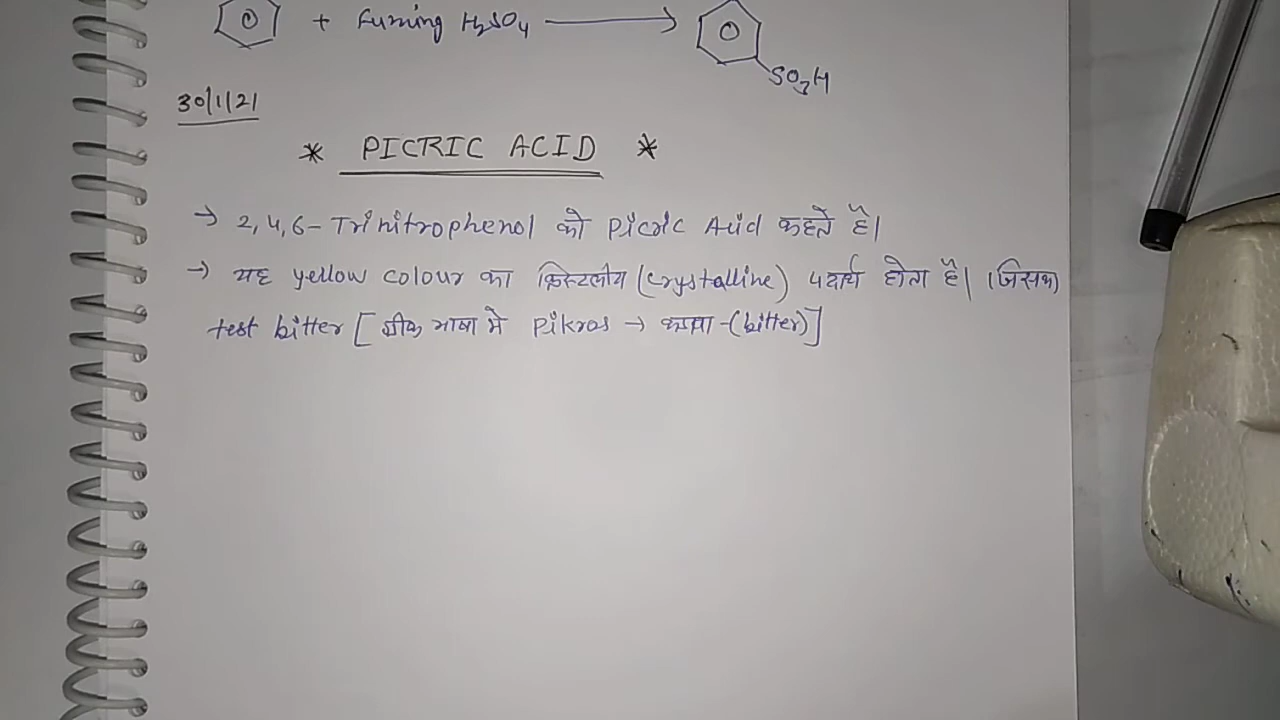 + Fuming H₂SO₄ ⟶
SO₃H
30/1/21
* PICRIC ACID *
→ 2,4,6-Trinitrophenol को Picric Acid कहते हैं।
→ यह yellow colour का क्रिस्टलीय (Crystalline) पदार्थ होता है। जिसका
test bitter [ग्रीक भाषा मे Pikros → कड़वा-(bitter)]